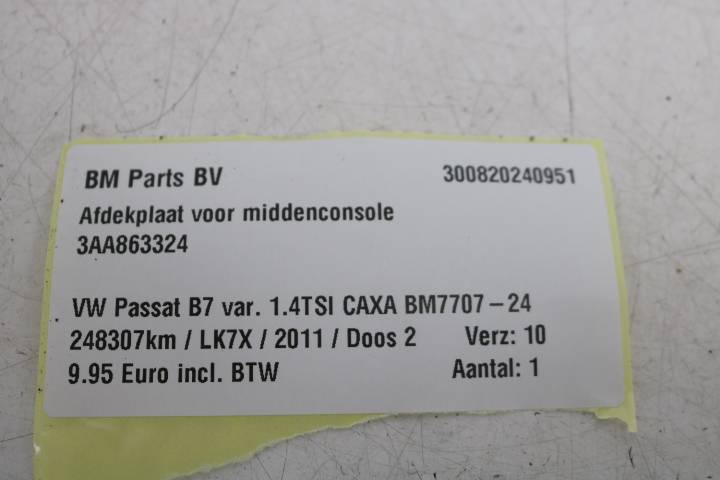 BM Parts BV 300820240951
Afdekplaat voor middenconsole
3AA863324
VW Passat B7 var. 1.4TSI CAXA BM7707-24
248307km / LK7X / 2011 / Doos 2 Verz: 10
9.95 Euro incl. BTW Aantal: 1